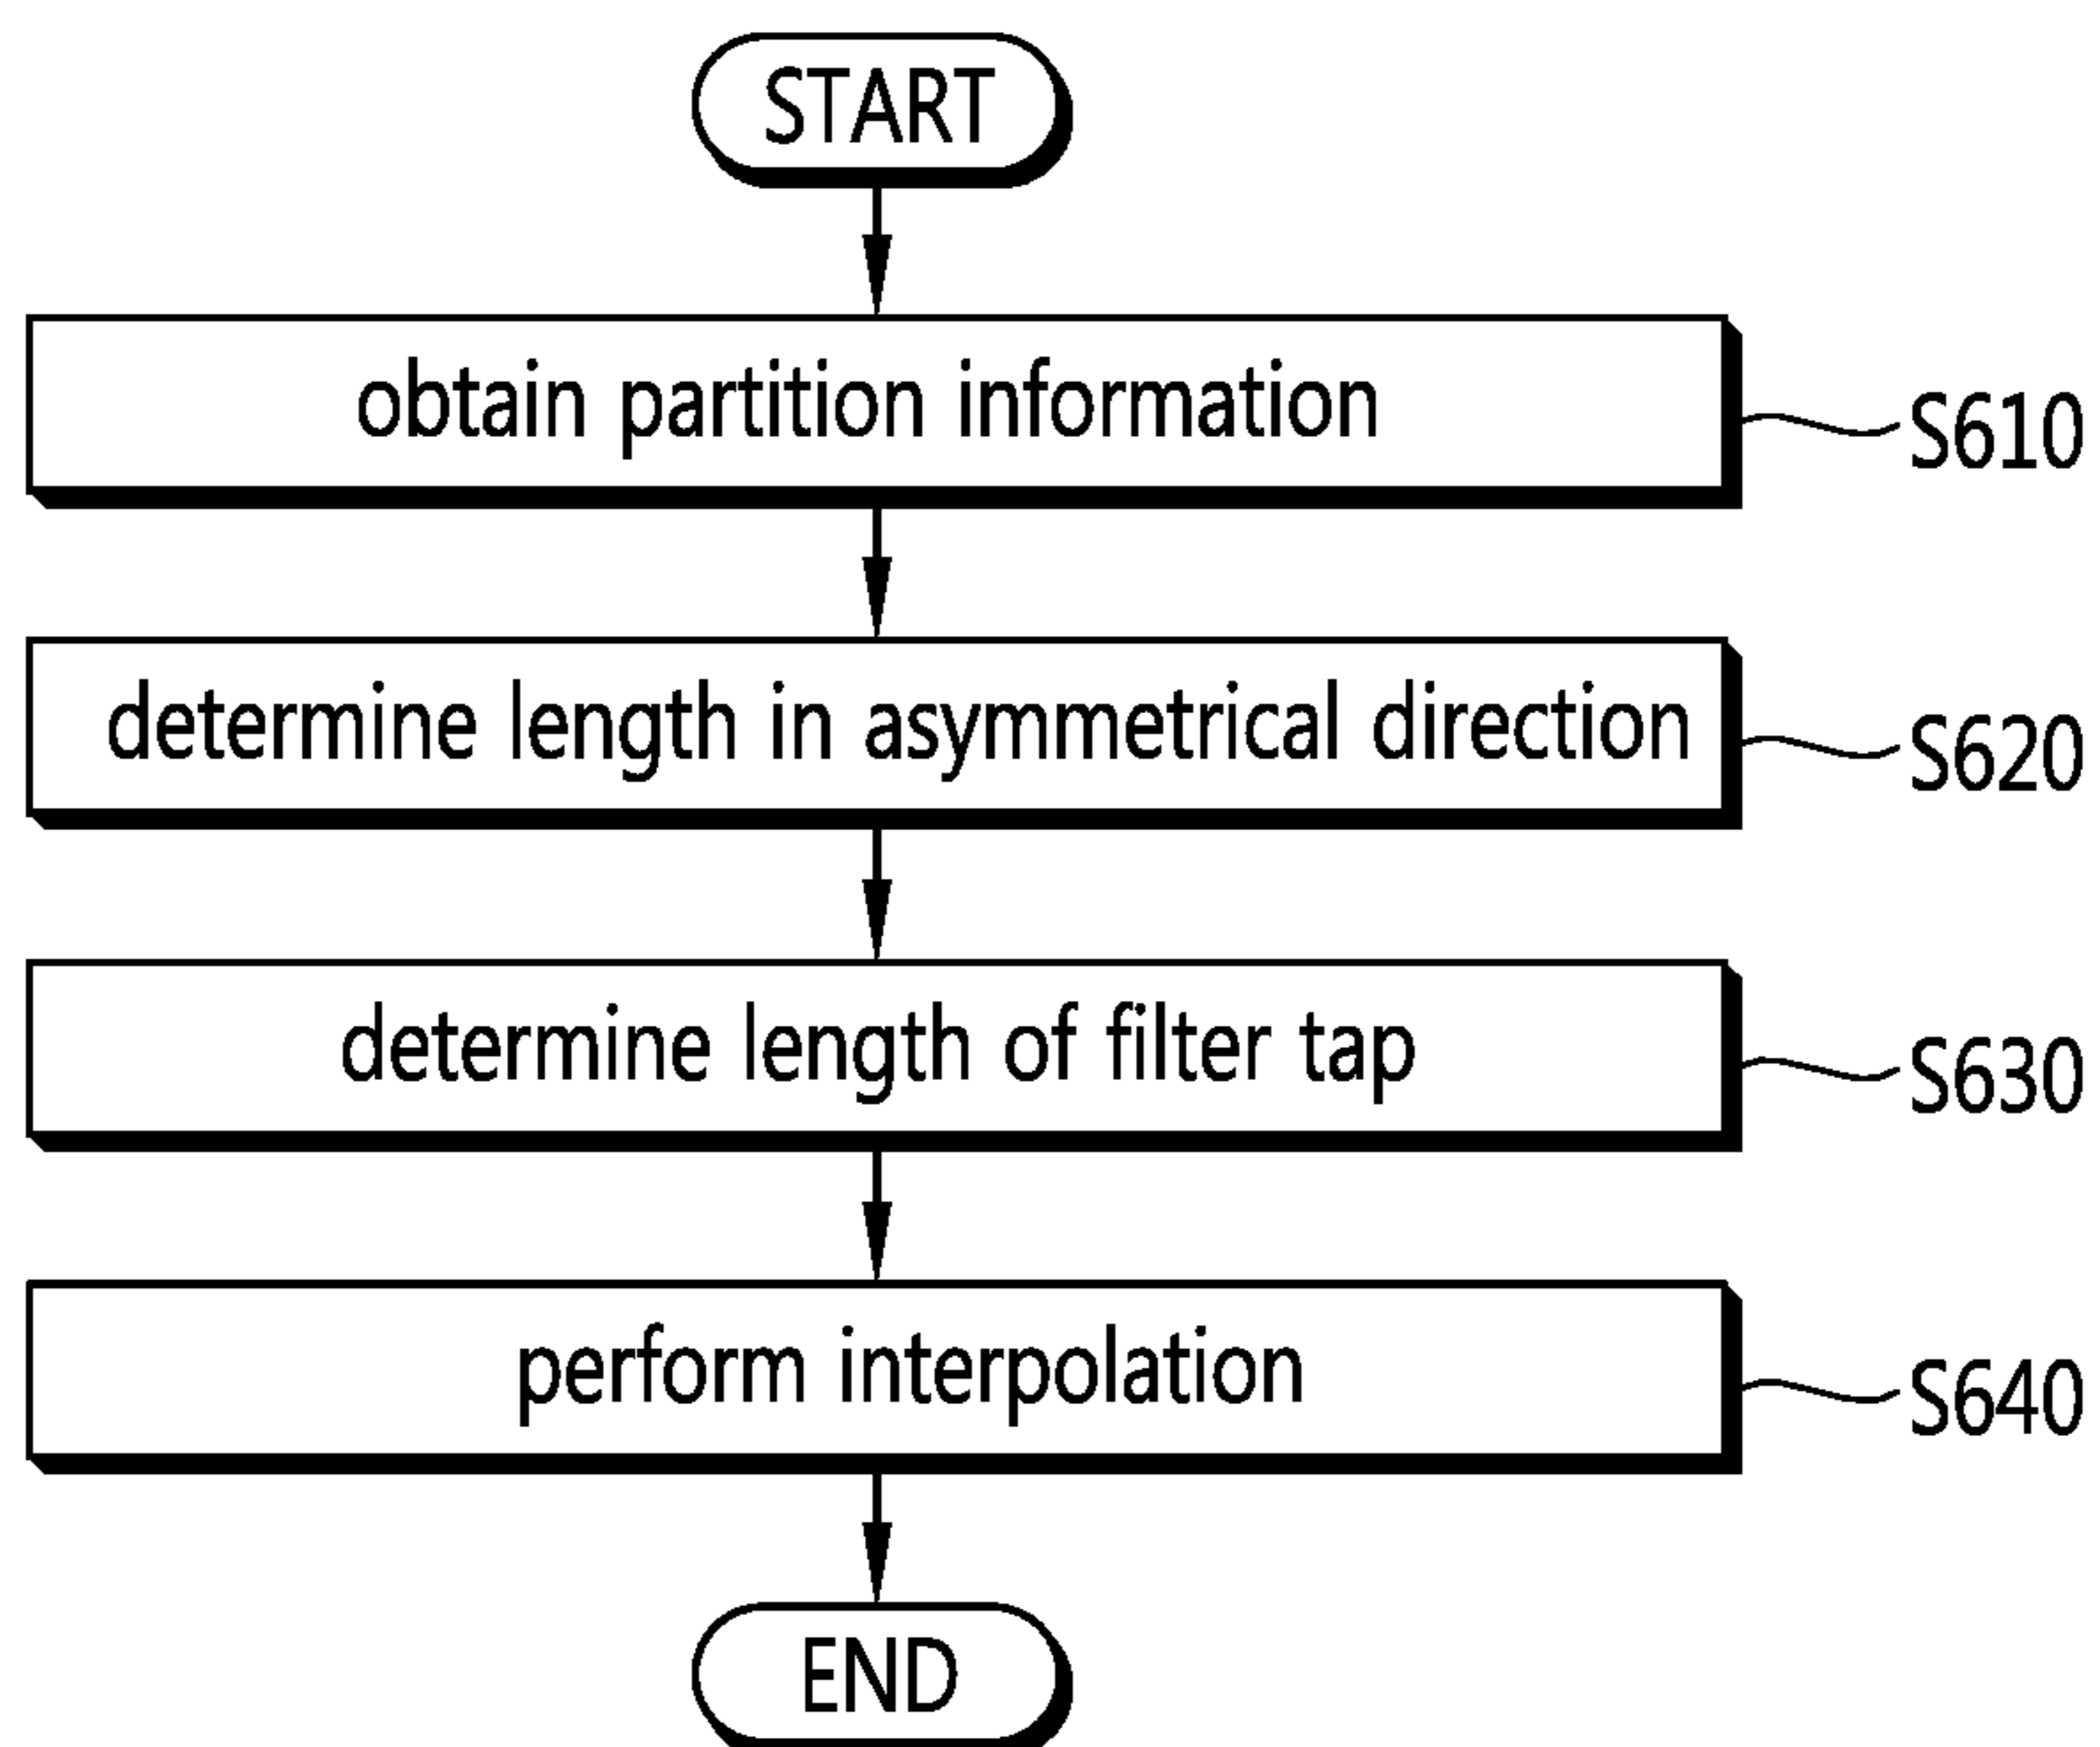 START
obtain partition information
S610
determine length in asymmetrical direction
S620
determine length of filter tap
S630
perform interpolation
S640
END